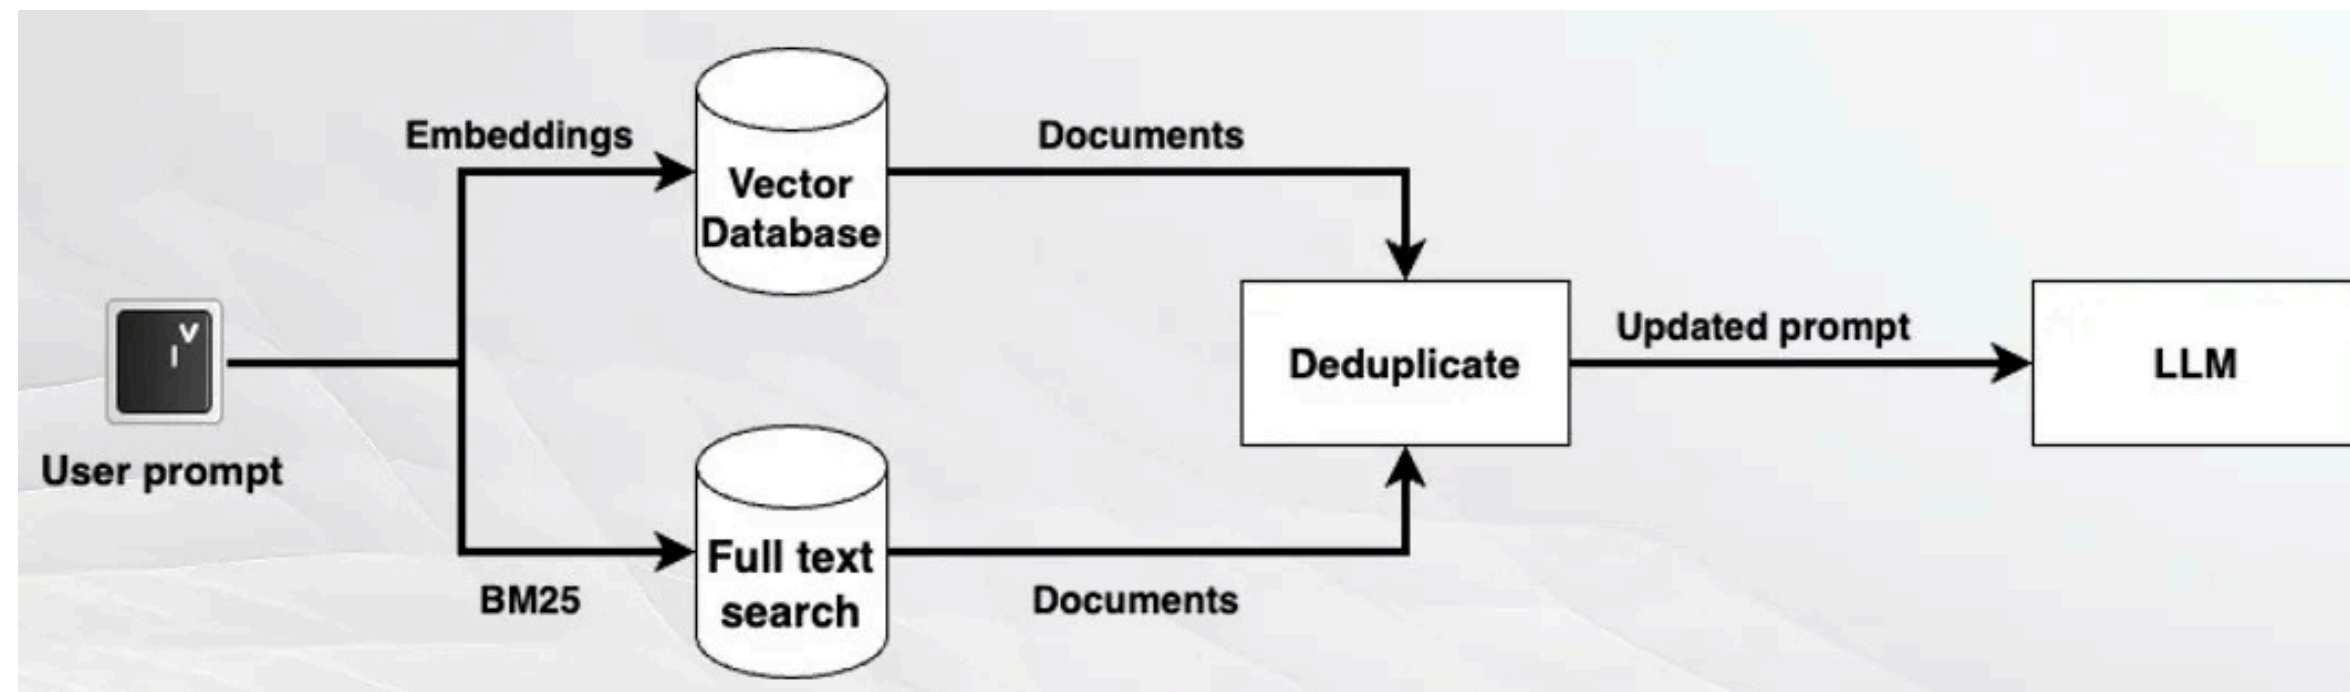 Embeddings
Vector
Database
Documents
User prompt
BM25
Full text
search
Documents
Deduplicate
Updated prompt
LLM